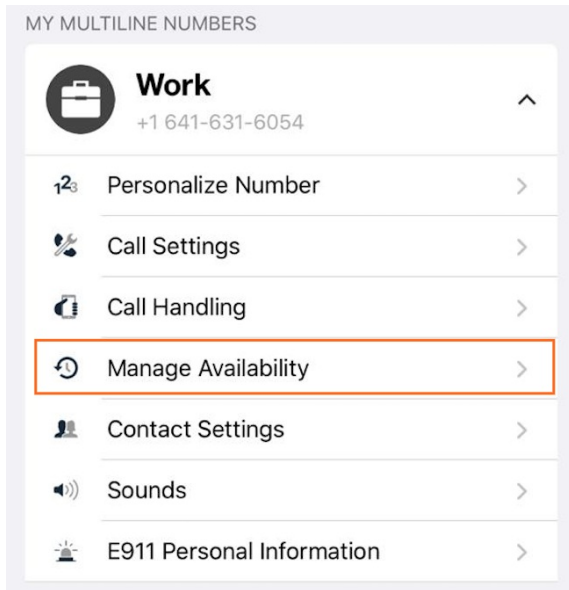 MY MULTILINE NUMBERS
Work
+1 641-631-6054
123 Personalize Number
Call Settings
Call Handling
Manage Availability
Contact Settings
Sounds
E911 Personal Information